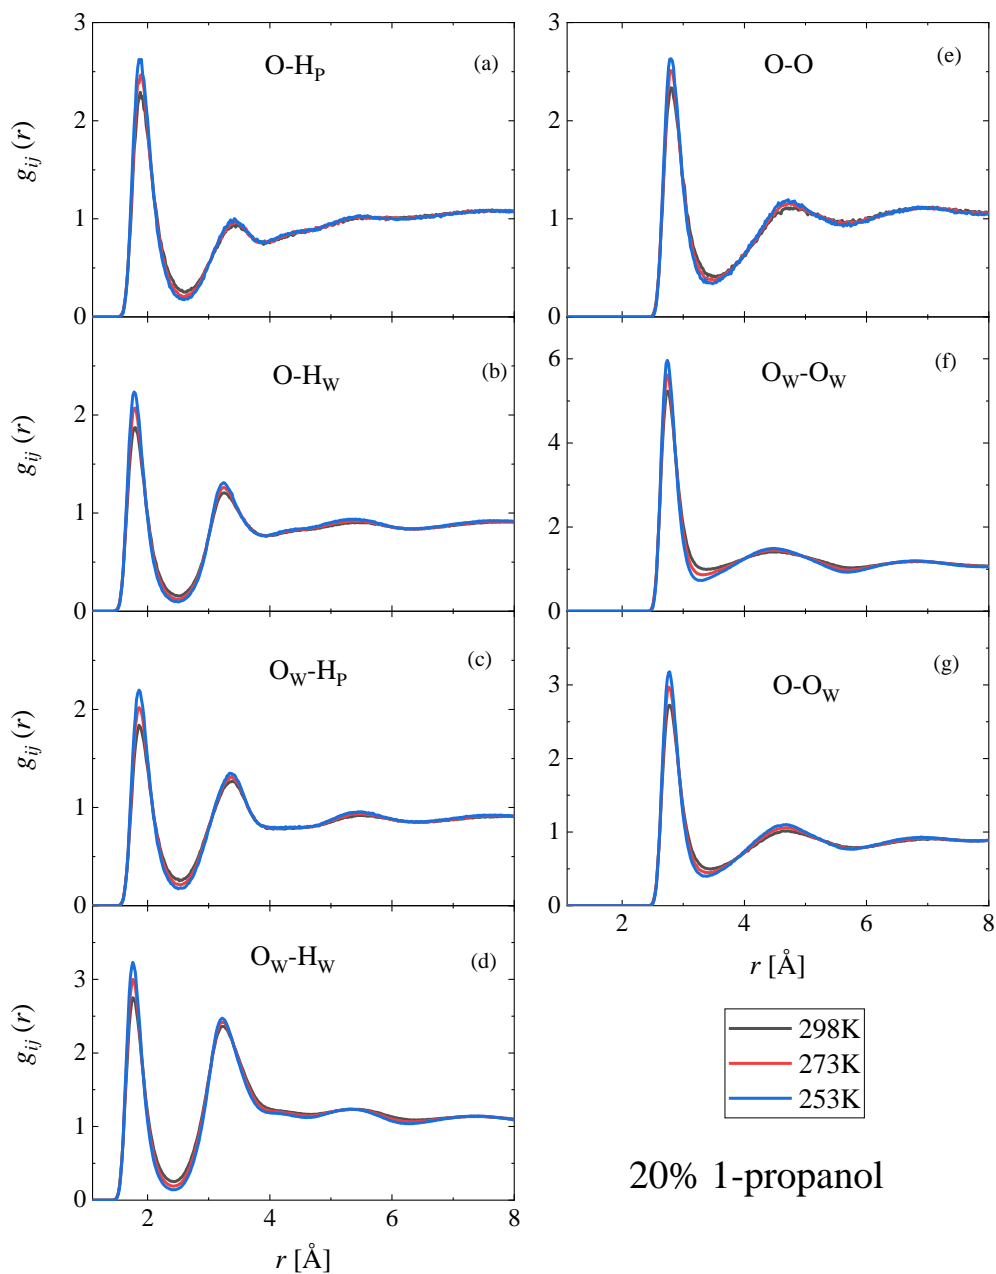 3
2
1
0
g_ij (r)
O-H_P
(a)
2
1
0
g_ij (r)
O-H_W
(b)
2
1
0
g_ij (r)
O_W-H_P
(c)
3
2
1
0
g_ij (r)
O_W-H_W
(d)
2 4 6 8
r [Å]
3
2
1
0
O-O
(e)
6
4
2
0
O_W-O_W
(f)
3
2
1
0
O-O_W
(g)
2 4 6 8
r [Å]
298K
273K
253K
20% 1-propanol